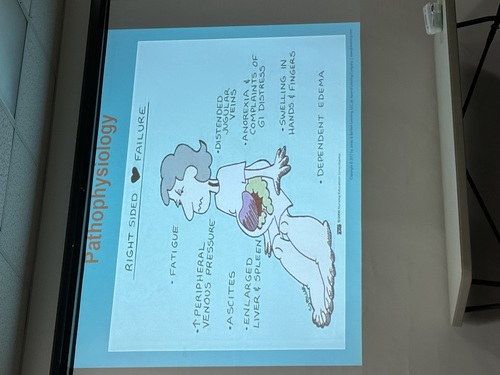 Pathophysiology
RIGHT SIDED FAILURE
• FATIGUE
• ↑ PERIPHERAL
VENOUS PRESSURE
• ASCITES
• ENLARGED
LIVER & SPLEEN
• DISTENDED
JUGULAR
VEINS
• ANOREXIA &
COMPLAINTS OF
GI DISTRESS
• SWELLING IN
HANDS & FINGERS
• DEPENDENT EDEMA